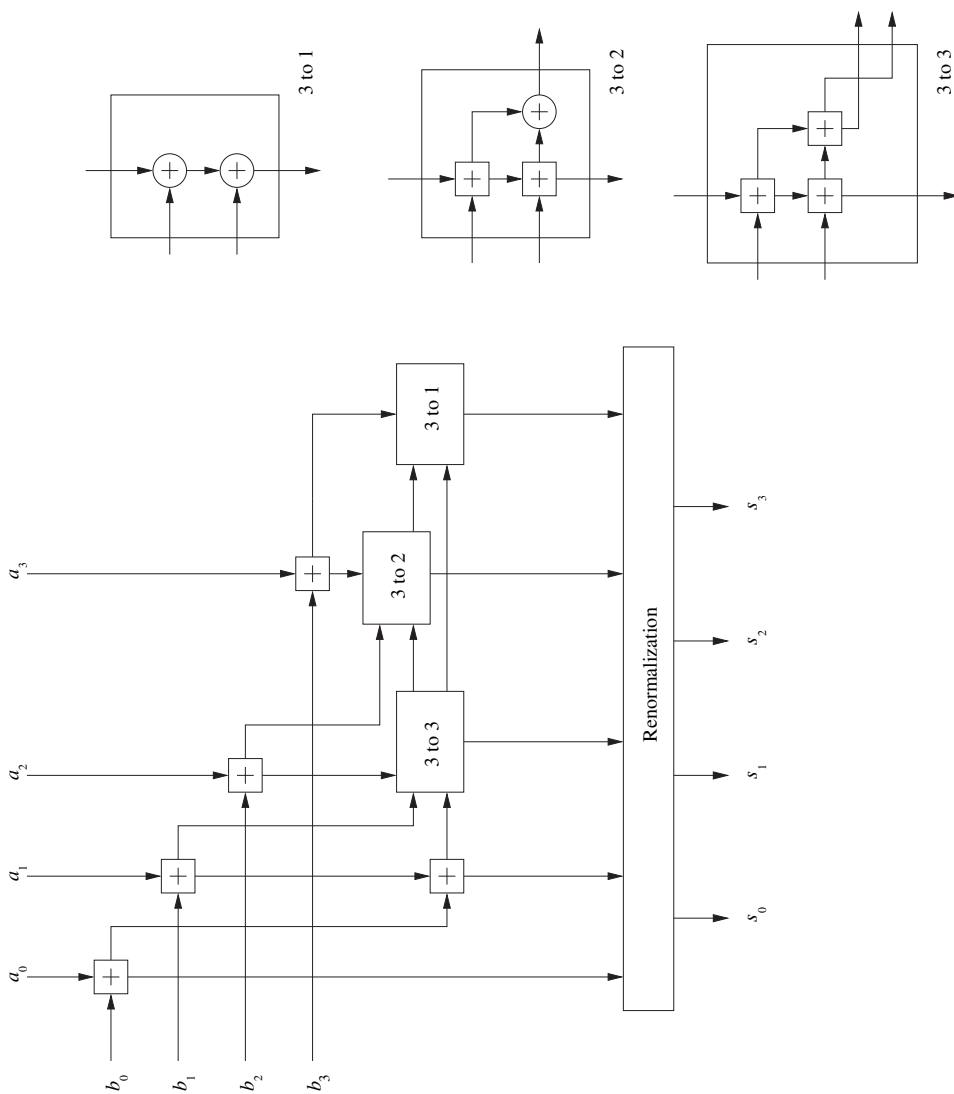 3 to 1
3 to 2
3 to 3
a₀
a₁
a₂
a₃
b₀
b₁
b₂
b₃
+
+
+
+
+
3 to 3
3 to 2
3 to 1
Renormalization
s₀
s₁
s₂
s₃
+
+
+
+
+
+
+
+